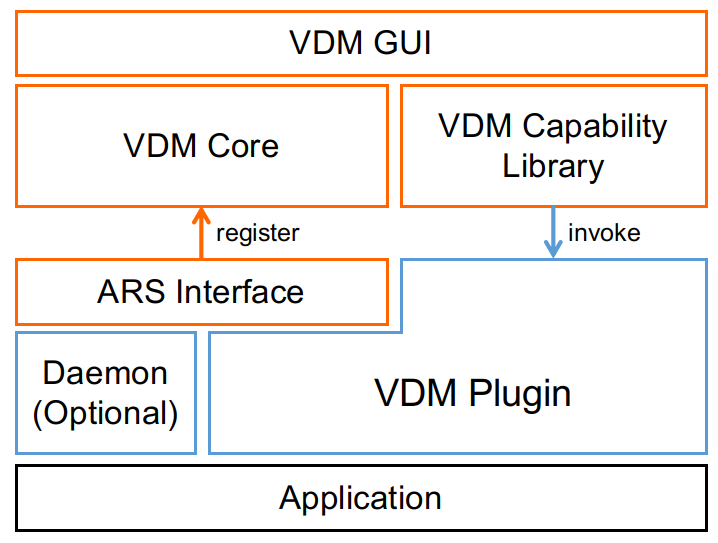 VDM GUI
VDM Core
VDM Capability
Library
register
invoke
ARS Interface
Daemon
(Optional)
VDM Plugin
Application